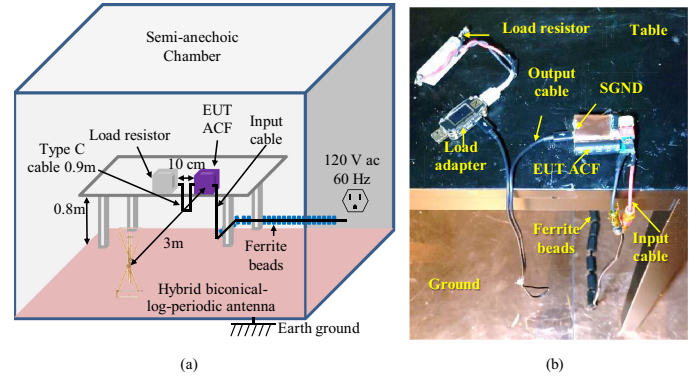 Semi-anechoic
Chamber
EUT
ACF
Input
cable
Load resistor
Type C
cable 0.9m
10 cm
120 V ac
60 Hz
0.8m
3m
Ferrite
beads
Hybrid biconical-
log-periodic antenna
Earth ground
(a)
Load resistor
Table
Output
cable
SGND
Load
adapter
EUT ACF
Ferrite
beads
Input
cable
Ground
(b)